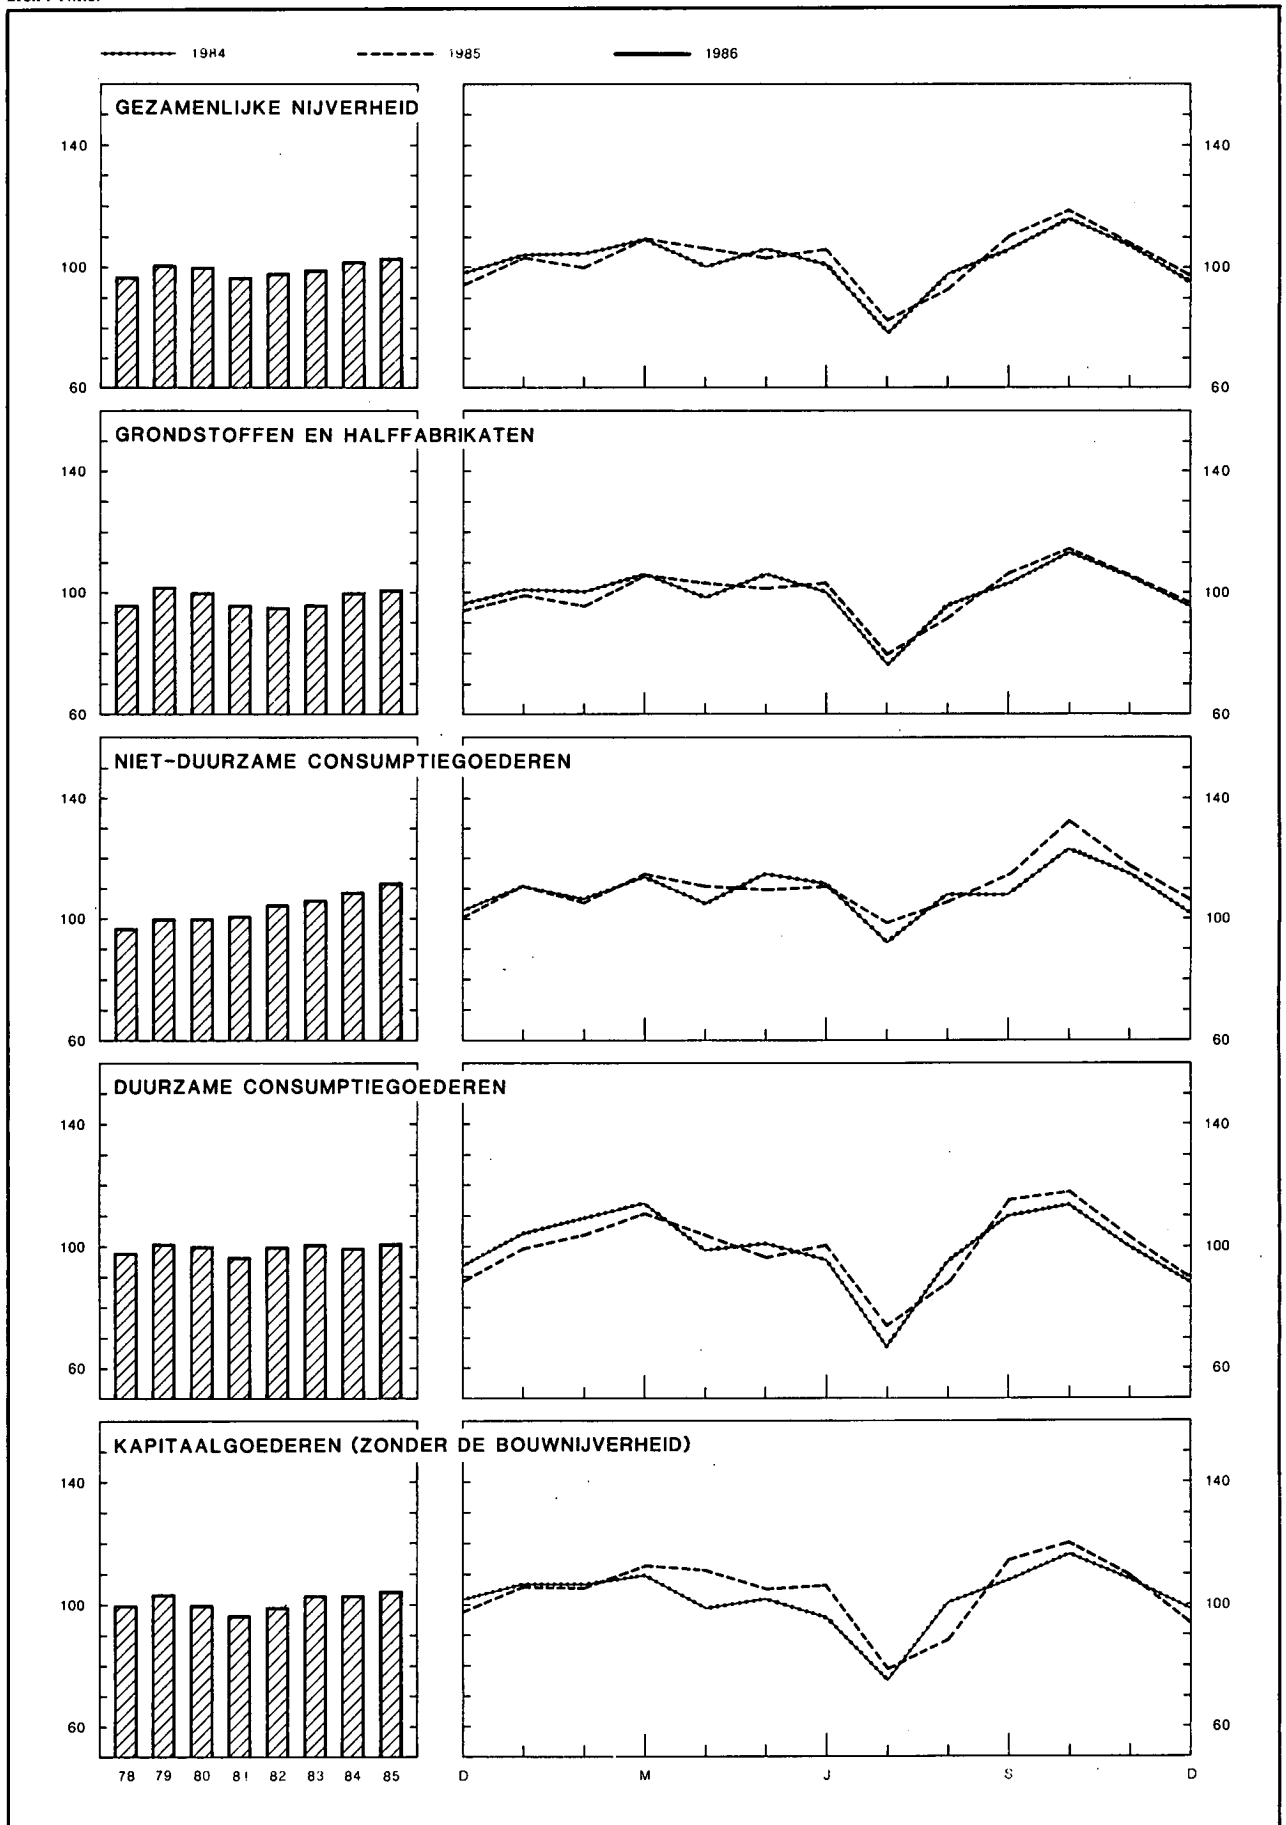 1984 1985 1986
GEZAMENLIJKE NIJVERHEID
140 140
100 100
60 60
GRONDSTOFFEN EN HALFFABRIKATEN
140 140
100 100
60 60
NIET-DUURZAME CONSUMPTIEGOEDEREN
140 140
100 100
60 60
DUURZAME CONSUMPTIEGOEDEREN
140 140
100 100
60 60
KAPITAALGOEDEREN (ZONDER DE BOUWNIJVERHEID)
140 140
100 100
60 60
78 79 80 81 82 83 84 85 D M J S D